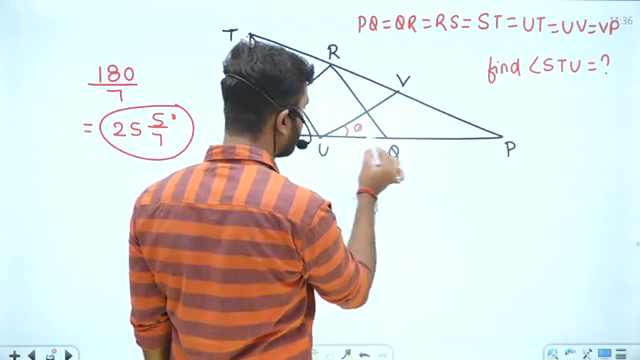 PQ=QR=RS=ST=UT=UV=VP
find <STU=?
180
7
= 25 5/7°
T
R
V
θ
U
Q
P